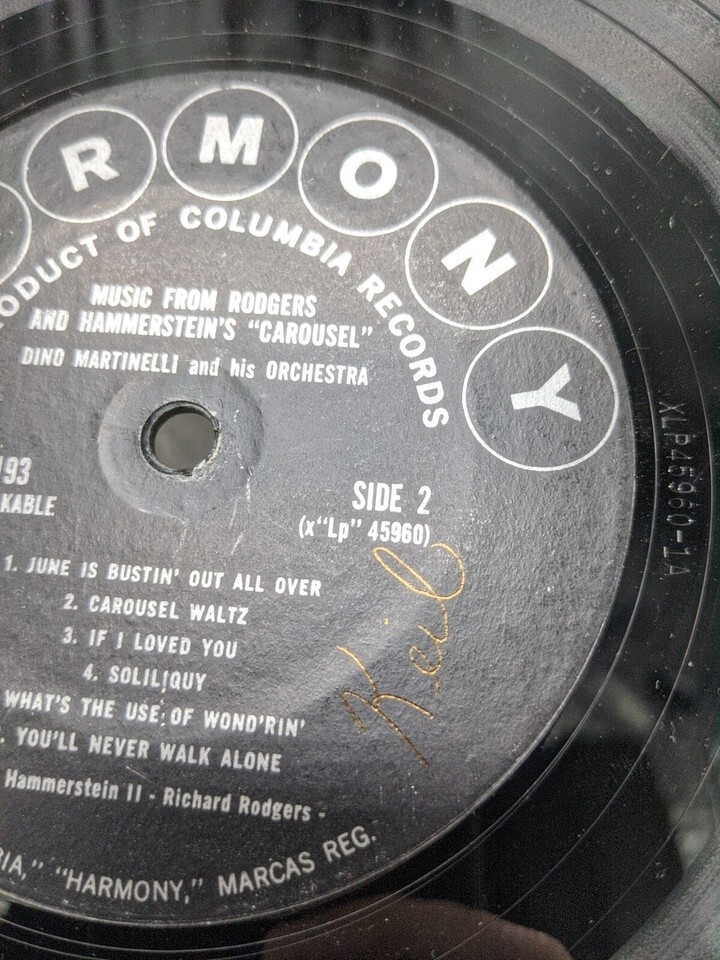 RMONY
ODUCT OF COLUMBIA RECORDS
MUSIC FROM RODGERS
AND HAMMERSTEIN'S "CAROUSEL"
DINO MARTINELLI and his ORCHESTRA
193
KABLE
SIDE 2
(x"Lp" 45960)
1. JUNE IS BUSTIN' OUT ALL OVER
2. CAROUSEL WALTZ
3. IF I LOVED YOU
4. SOLILIQUY
WHAT'S THE USE OF WOND'RIN'
. YOU'LL NEVER WALK ALONE
Hammerstein II - Richard Rodgers -
IA," "HARMONY," MARCAS REG.
Keil
XLP45960-1A